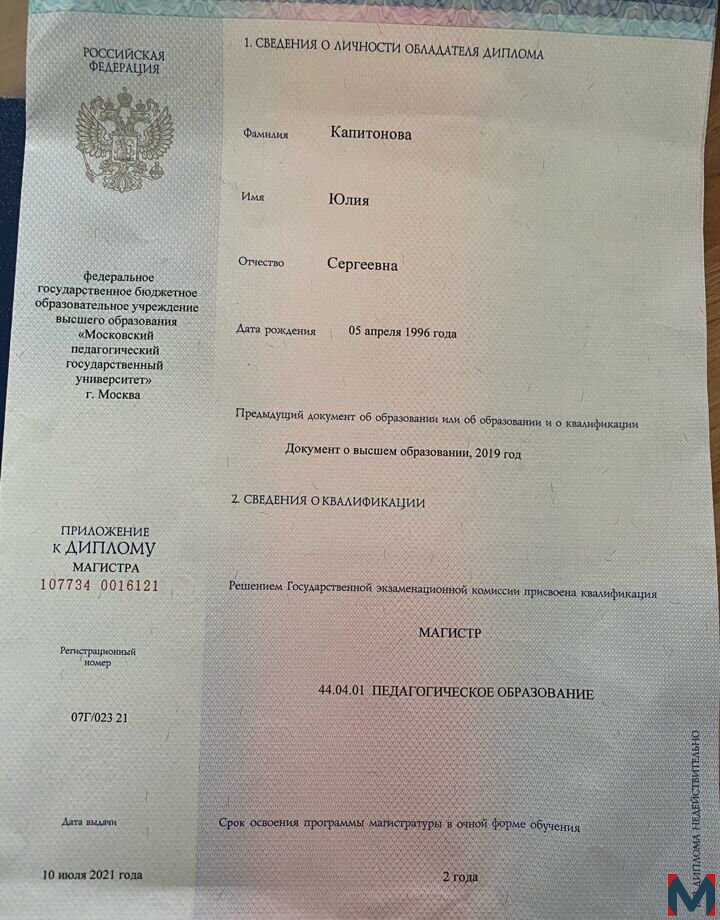 РОССИЙСКАЯ
ФЕДЕРАЦИЯ
федеральное
государственное бюджетное
образовательное учреждение
высшего образования
«Московский
педагогический
государственный
университет»
г. Москва
ПРИЛОЖЕНИЕ
к ДИПЛОМУ
МАГИСТРА
107734 0016121
Регистрационный
номер
07Г/023 21
Дата выдачи
10 июля 2021 года
1. СВЕДЕНИЯ О ЛИЧНОСТИ ОБЛАДАТЕЛЯ ДИПЛОМА
Фамилия Капитонова
Имя Юлия
Отчество Сергеевна
Дата рождения 05 апреля 1996 года
Предыдущий документ об образовании или об образовании и о квалификации
Документ о высшем образовании, 2019 год
2. СВЕДЕНИЯ О КВАЛИФИКАЦИИ
Решением Государственной экзаменационной комиссии присвоена квалификация
МАГИСТР
44.04.01 ПЕДАГОГИЧЕСКОЕ ОБРАЗОВАНИЕ
Срок освоения программы магистратуры в очной форме обучения
2 года
ДИПЛОМА НЕДЕЙСТВИТЕЛЬНО
M